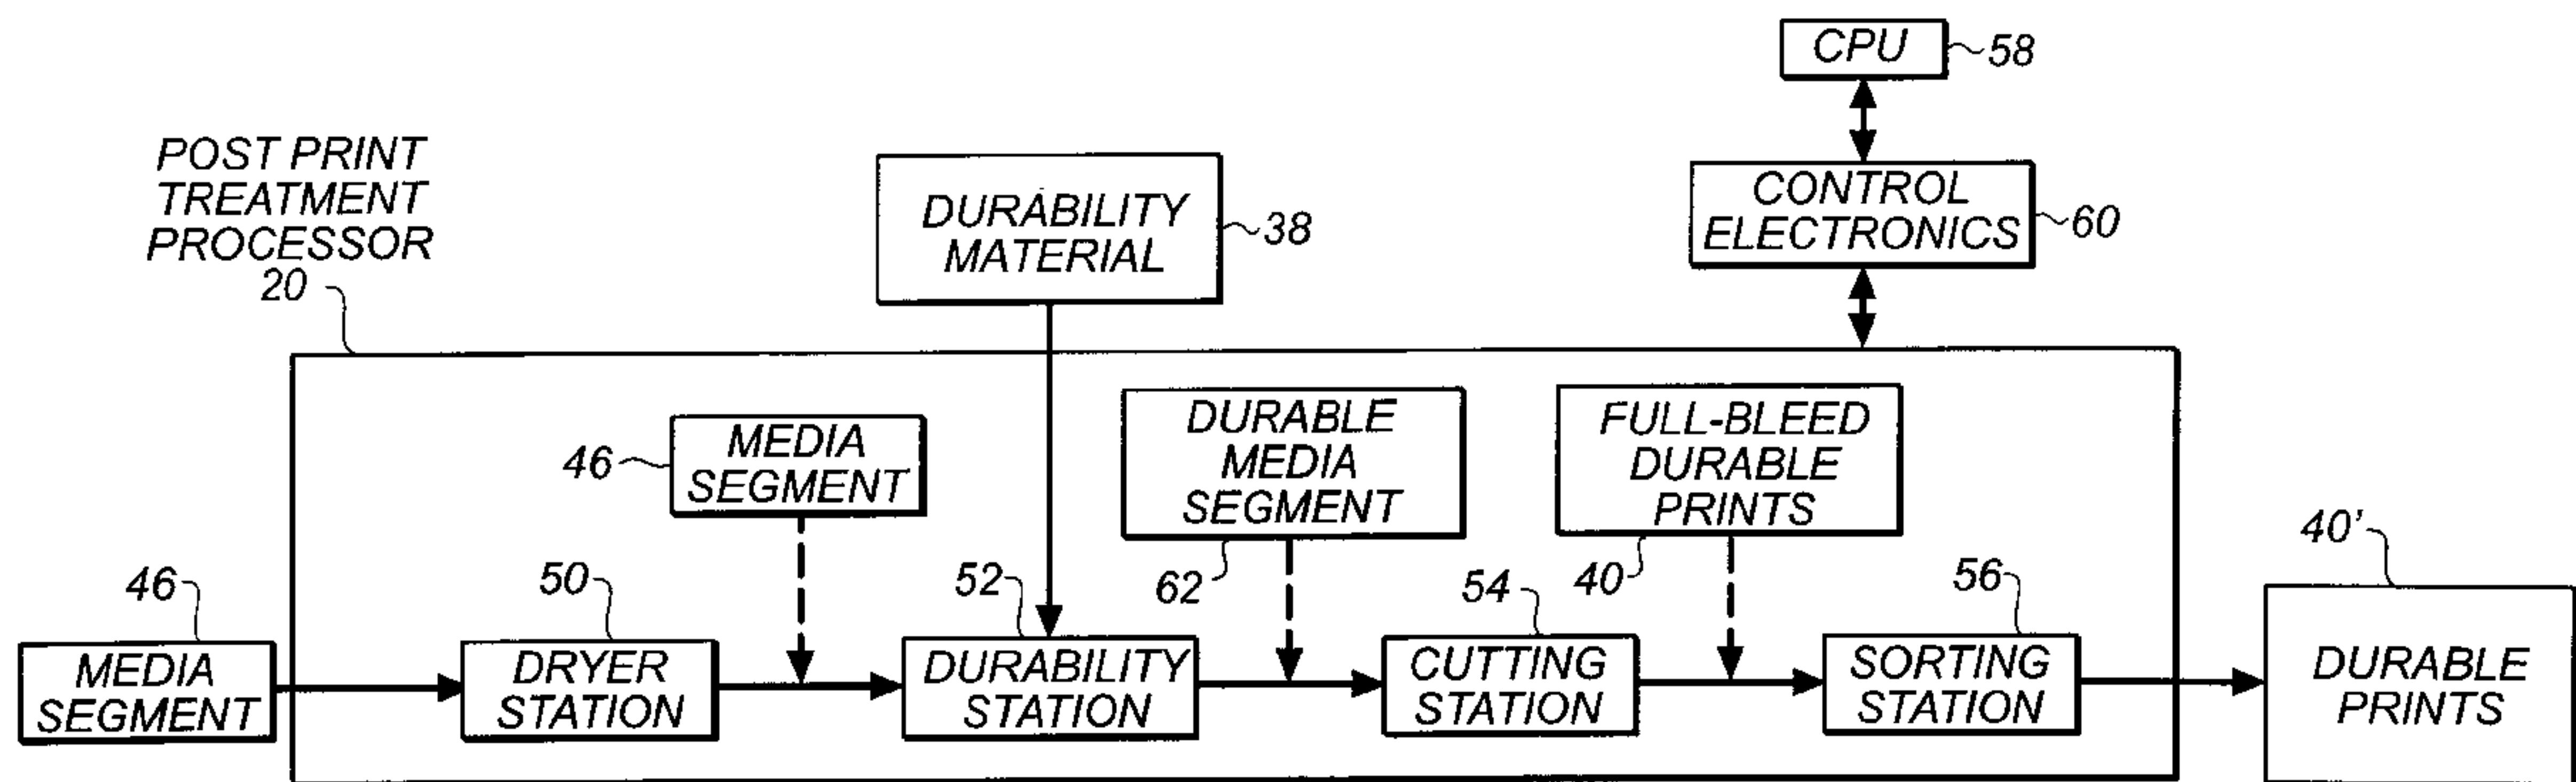 CPU
58
POST PRINT
TREATMENT
PROCESSOR
20
DURABILITY
MATERIAL
38
CONTROL
ELECTRONICS
60
46
MEDIA
SEGMENT
DURABLE
MEDIA
SEGMENT
62
FULL-BLEED
DURABLE
PRINTS
40
46
MEDIA
SEGMENT
50
DRYER
STATION
52
DURABILITY
STATION
54
CUTTING
STATION
56
SORTING
STATION
40'
DURABLE
PRINTS